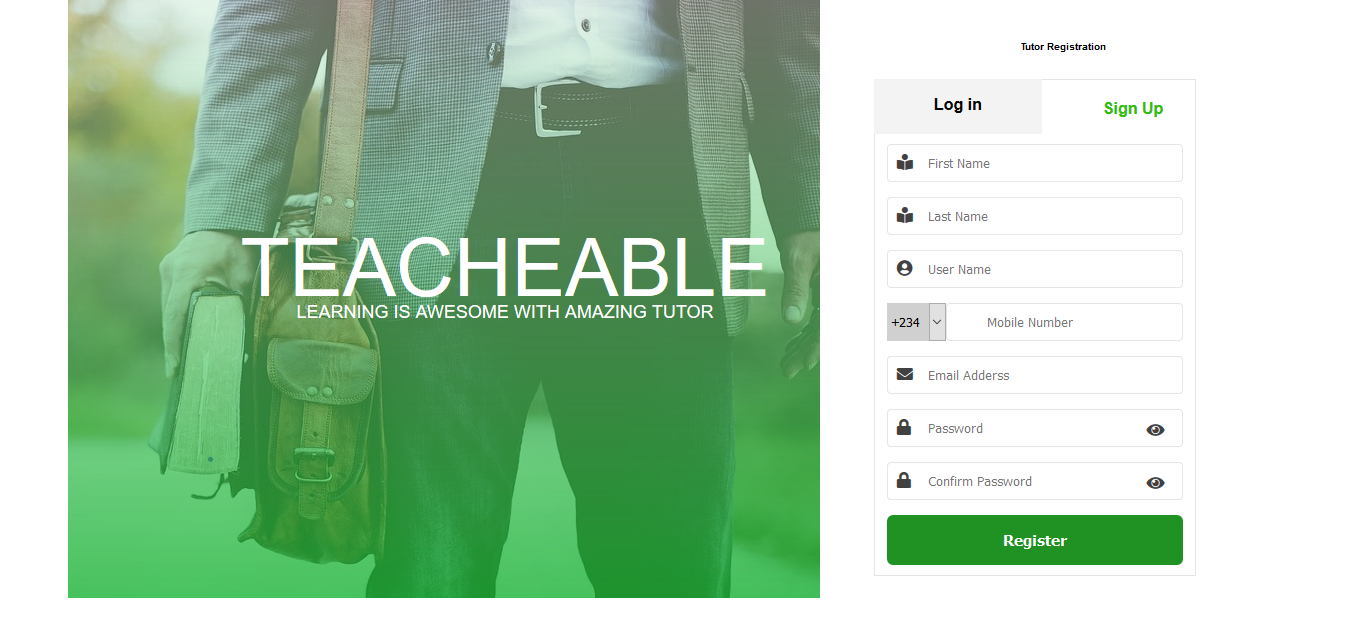 TEACHEABLE
LEARNING IS AWESOME WITH AMAZING TUTOR
Tutor Registration
Log in
Sign Up
First Name
Last Name
User Name
+234 Mobile Number
Email Adderss
Password
Confirm Password
Register